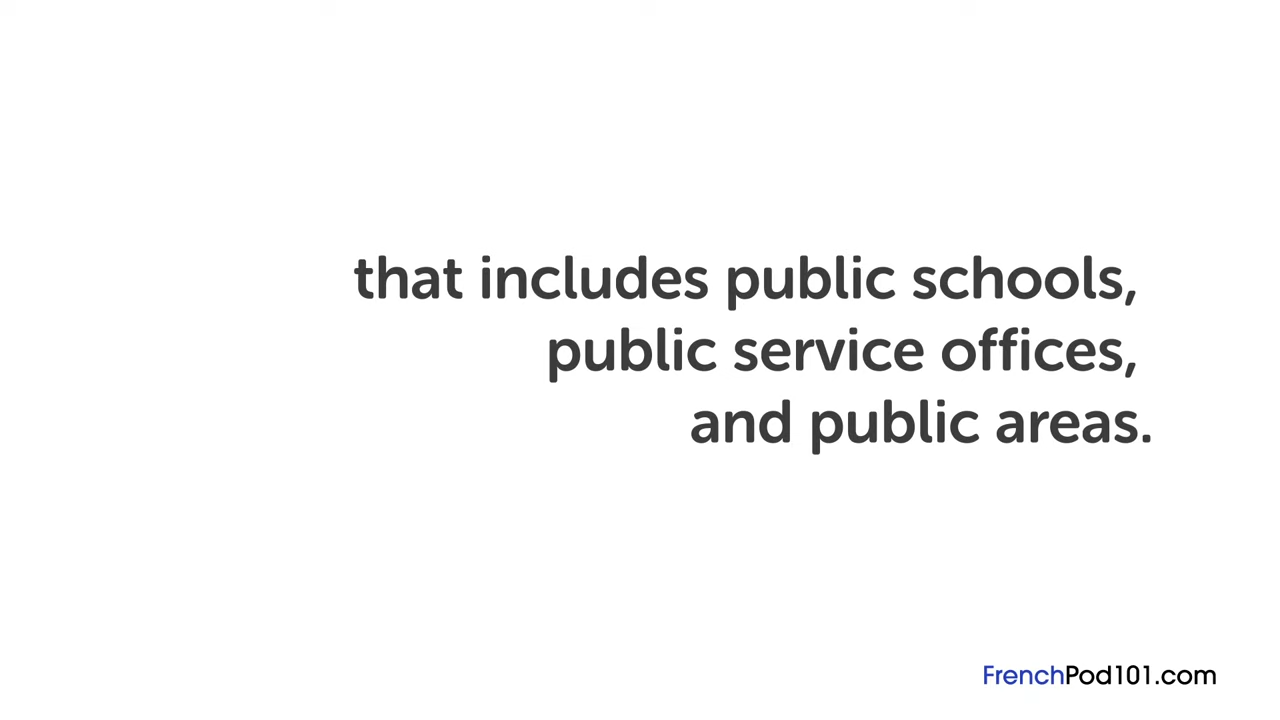 that includes public schools,
public service offices,
and public areas.
FrenchPod101.com